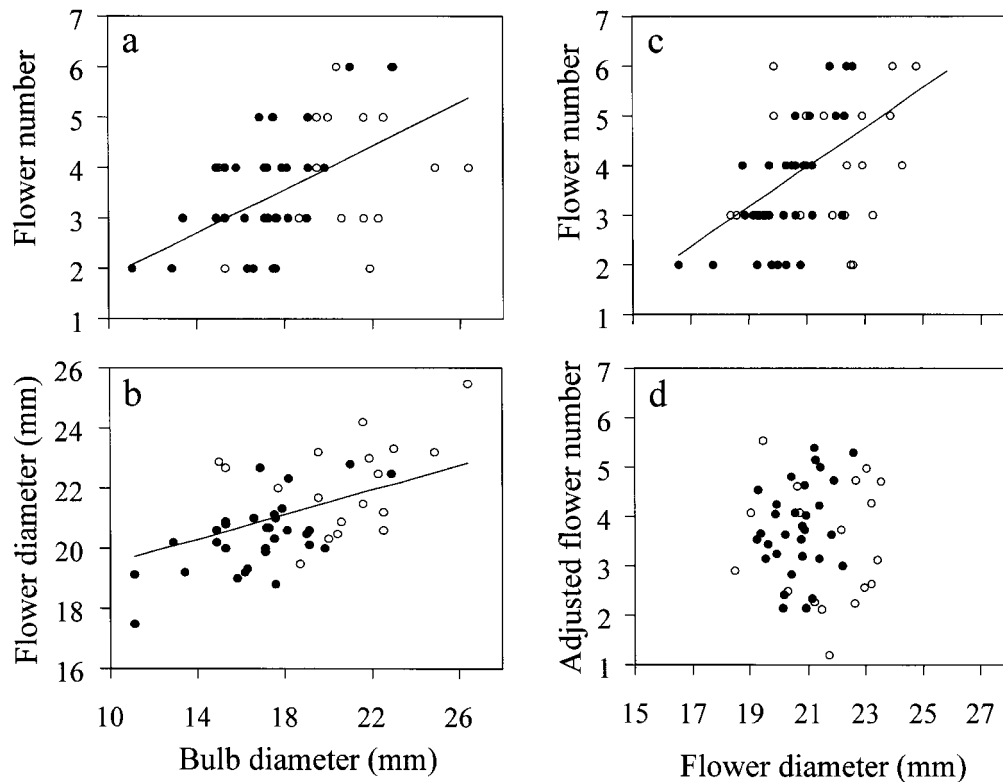 a
Flower number
7
6
5
4
3
2
1
c
Flower number
7
6
5
4
3
2
1
b
Flower diameter (mm)
26
24
22
20
18
16
10 14 18 22 26
Bulb diameter (mm)
d
Adjusted flower number
7
6
5
4
3
2
1
15 17 19 21 23 25 27
Flower diameter (mm)